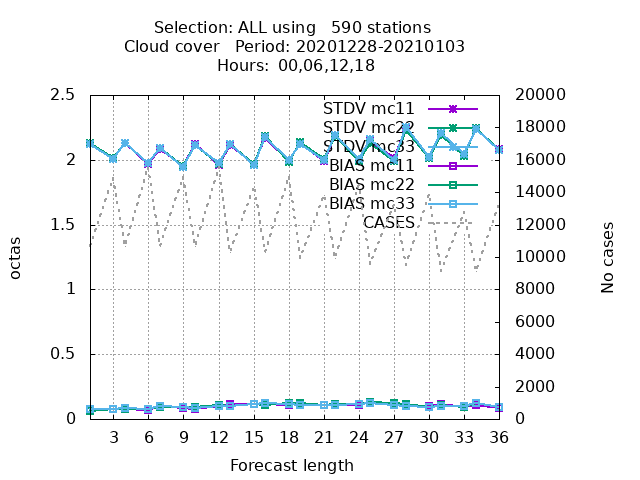 Selection: ALL using 590 stations
Cloud cover Period: 20201228-20210103
Hours: 00,06,12,18
STDV mc11
STDV mc22
STDV mc33
BIAS mc11
BIAS mc22
BIAS mc33
CASES
octas
2.5
2
1.5
1
0.5
0
No cases
20000
18000
16000
14000
12000
10000
8000
6000
4000
2000
0
3 6 9 12 15 18 21 24 27 30 33 36
Forecast length